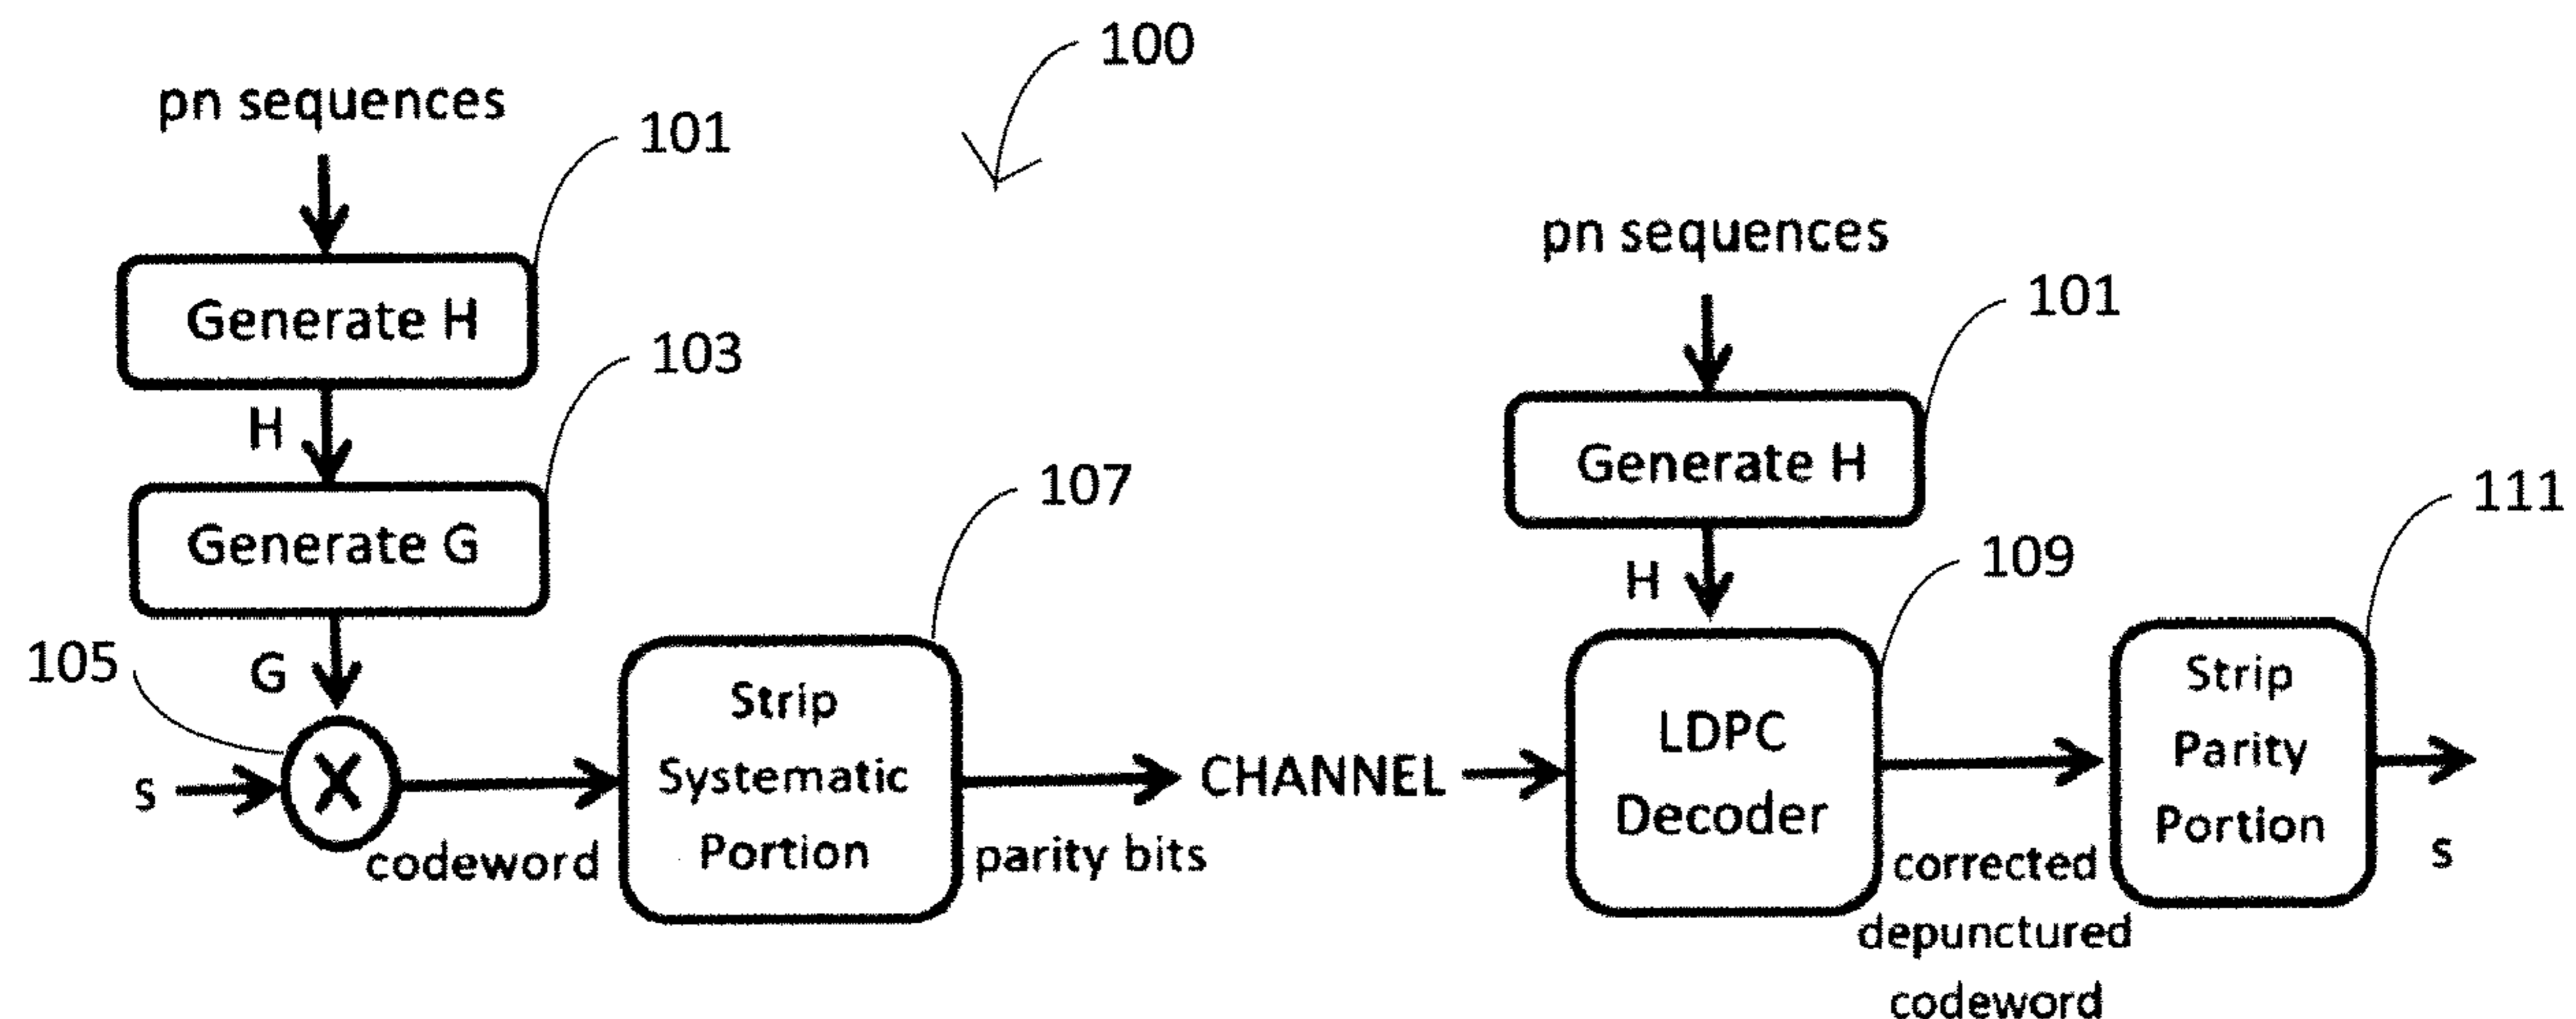 100
pn sequences
101
Generate H
H
103
Generate G
G
105
s
X
codeword
107
Strip
Systematic
Portion
parity bits
CHANNEL
pn sequences
101
Generate H
H
109
LDPC
Decoder
corrected
depunctured
codeword
111
Strip
Parity
Portion
s